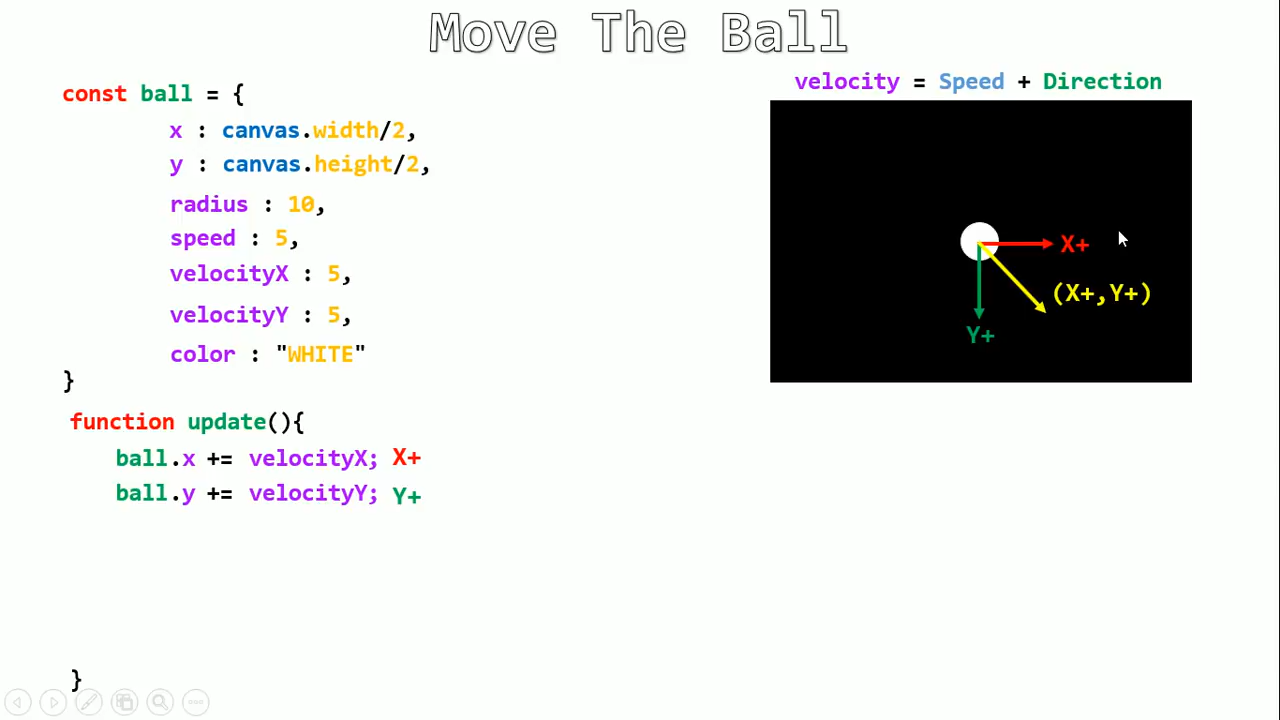 Move The Ball
velocity = Speed + Direction
const ball = {
x : canvas.width/2,
y : canvas.height/2,
radius : 10,
speed : 5,
velocityX : 5,
velocityY : 5,
color : "WHITE"
}
X+
(X+,Y+)
Y+
function update(){
ball.x += velocityX; X+
ball.y += velocityY; Y+
}